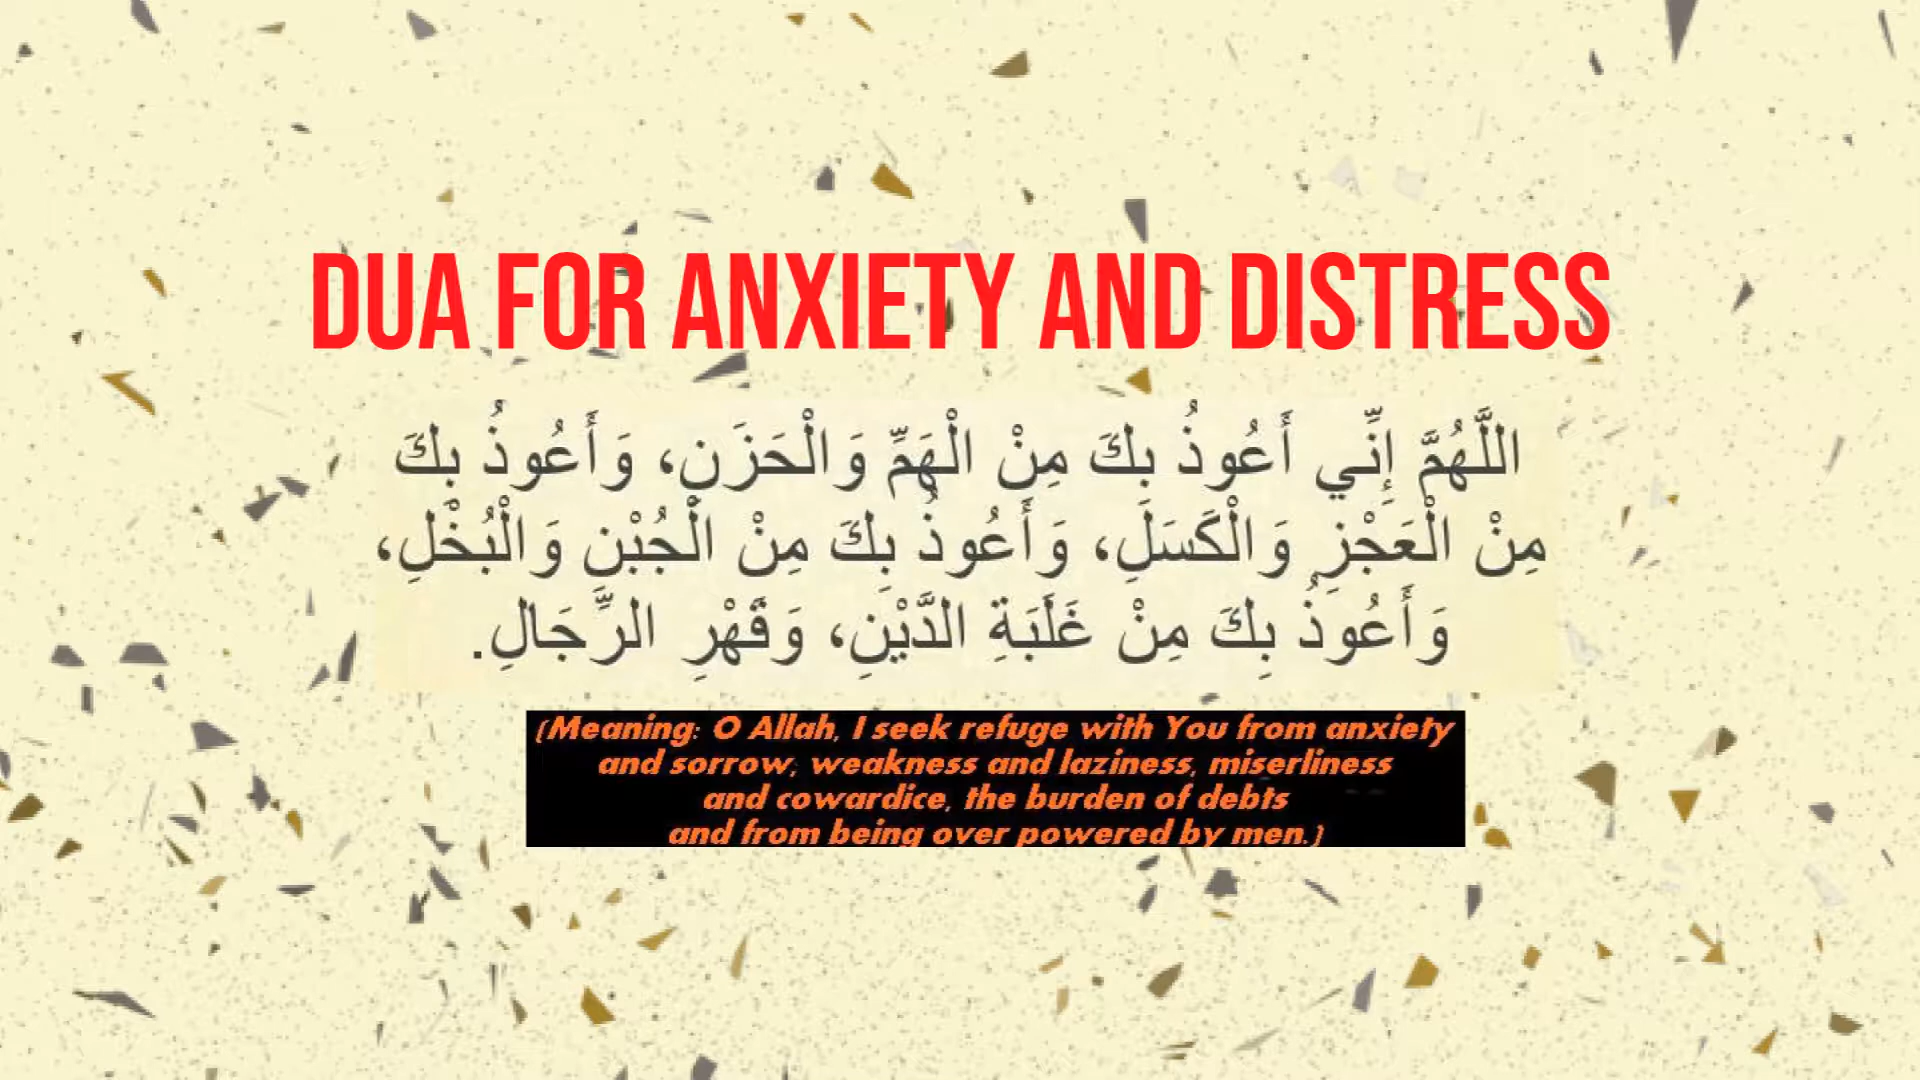 DUA FOR ANXIETY AND DISTRESS
اللَّهُمَّ إِنِّي أَعُوذُ بِكَ مِنْ الْهَمِّ وَالْحَزَنِ، وَأَعُوذُ بِكَ
مِنْ الْعَجْزِ وَالْكَسَلَِ، وَأَعُوذُ بِكَ مِنْ الْجُبْنِ وَالْبُخْلِ،
وَأَعُوذُ بِكَ مِنْ غَلَبَةِ الدَّيْنِ، وَقَهْرِ الرِّجَالِ.
(Meaning: O Allah, I seek refuge with You from anxiety
and sorrow, weakness and laziness, miserliness
and cowardice, the burden of debts
and from being over powered by men.)